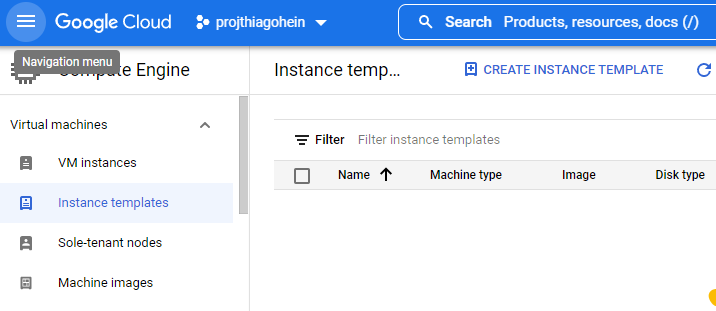 Google Cloud
projthiagohein
Search Products, resources, docs (/)
Navigation menu
Compute Engine
Instance temp...
CREATE INSTANCE TEMPLATE
Virtual machines
VM instances
Instance templates
Sole-tenant nodes
Machine images
Filter Filter instance templates
Name Machine type Image Disk type